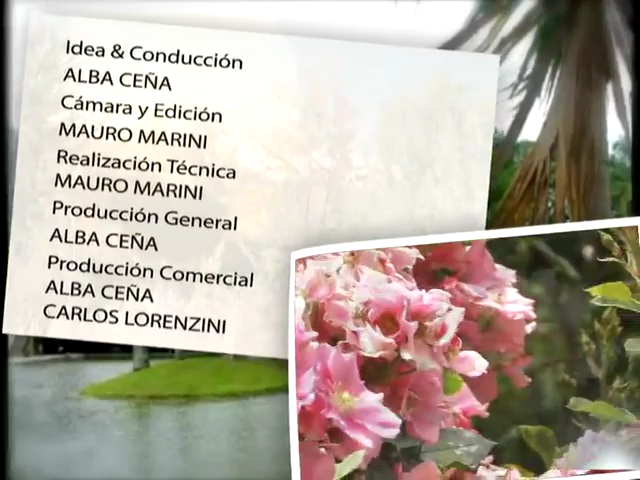 Idea & Conducción
ALBA CEÑA
Cámara y Edición
MAURO MARINI
Realización Técnica
MAURO MARINI
Producción General
ALBA CEÑA
Producción Comercial
ALBA CEÑA
CARLOS LORENZINI